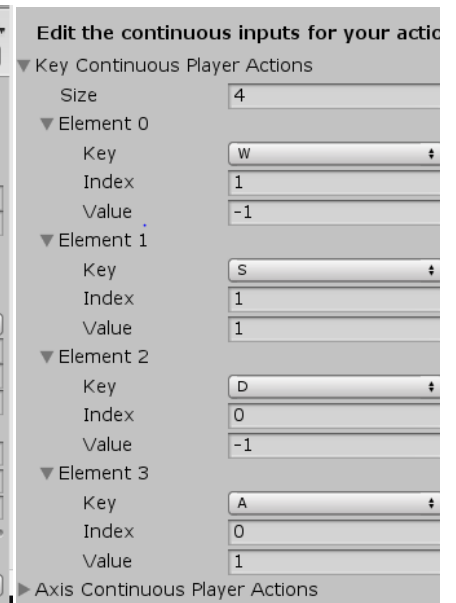 Edit the continuous inputs for your actio
Key Continuous Player Actions
Size 4
Element 0
Key W
Index 1
Value -1
Element 1
Key S
Index 1
Value 1
Element 2
Key D
Index 0
Value -1
Element 3
Key A
Index 0
Value 1
Axis Continuous Player Actions